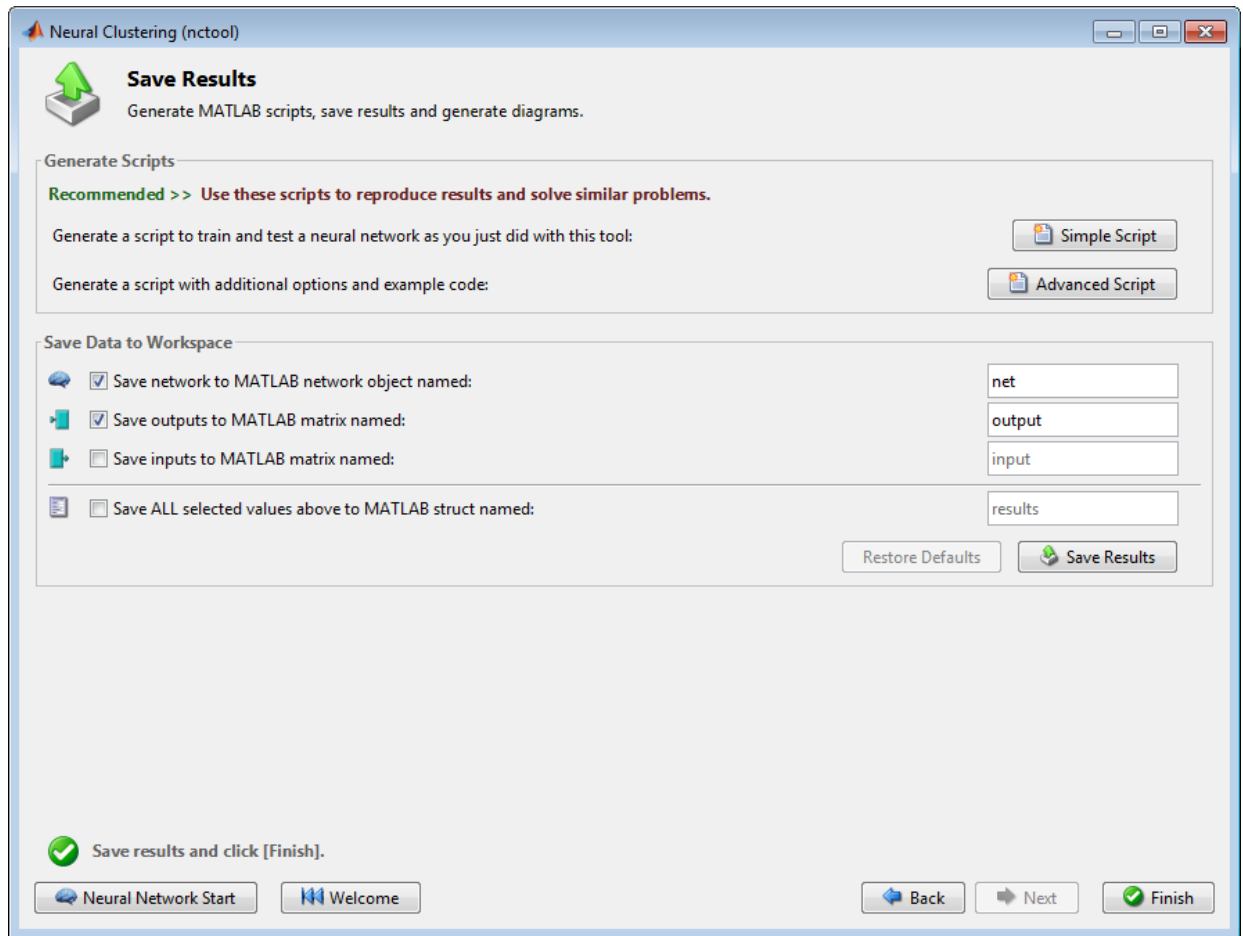 Neural Clustering (nctool)
Save Results
Generate MATLAB scripts, save results and generate diagrams.
Generate Scripts
Recommended >> Use these scripts to reproduce results and solve similar problems.
Generate a script to train and test a neural network as you just did with this tool: Simple Script
Generate a script with additional options and example code: Advanced Script
Save Data to Workspace
Save network to MATLAB network object named: net
Save outputs to MATLAB matrix named: output
Save inputs to MATLAB matrix named: input
Save ALL selected values above to MATLAB struct named: results
Restore Defaults Save Results
Save results and click [Finish].
Neural Network Start Welcome Back Next Finish